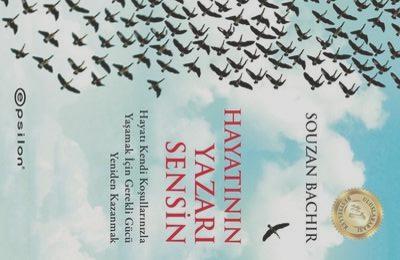 SOUZAN BACHIR
HAYATININ
YAZARI
SENSİN
Hayatı Kendi Koşullarınızla
Yaşamak İçin Gerekli Gücü
Yeniden Kazanmak
epsilon